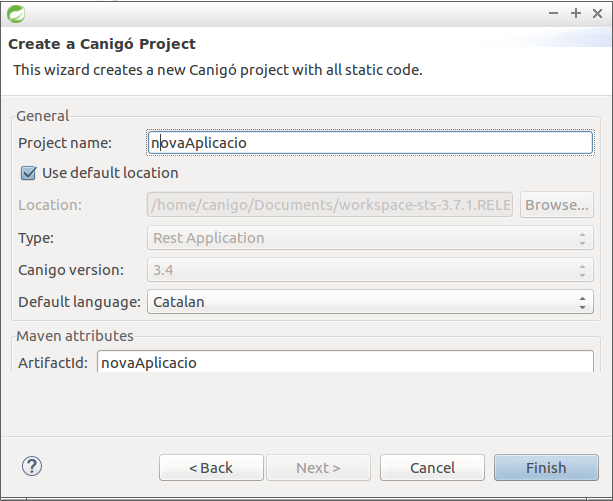 Create a Canigó Project
This wizard creates a new Canigó project with all static code.
General
Project name: novaAplicacio
Use default location
Location: /home/canigo/Documents/workspace-sts-3.7.1.RELE Browse...
Type: Rest Application
Canigo version: 3.4
Default language: Catalan
Maven attributes
ArtifactId: novaAplicacio
? < Back Next > Cancel Finish